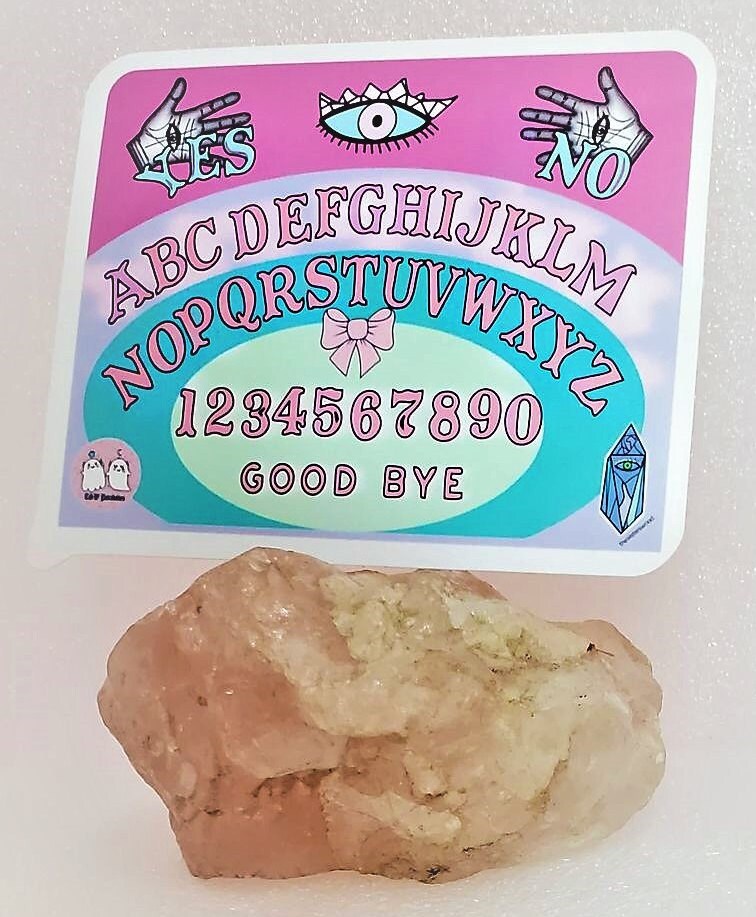 YES
NO
ABCDEFGHIJKLM
NOPQRSTUVWXYZ
1234567890
GOOD BYE